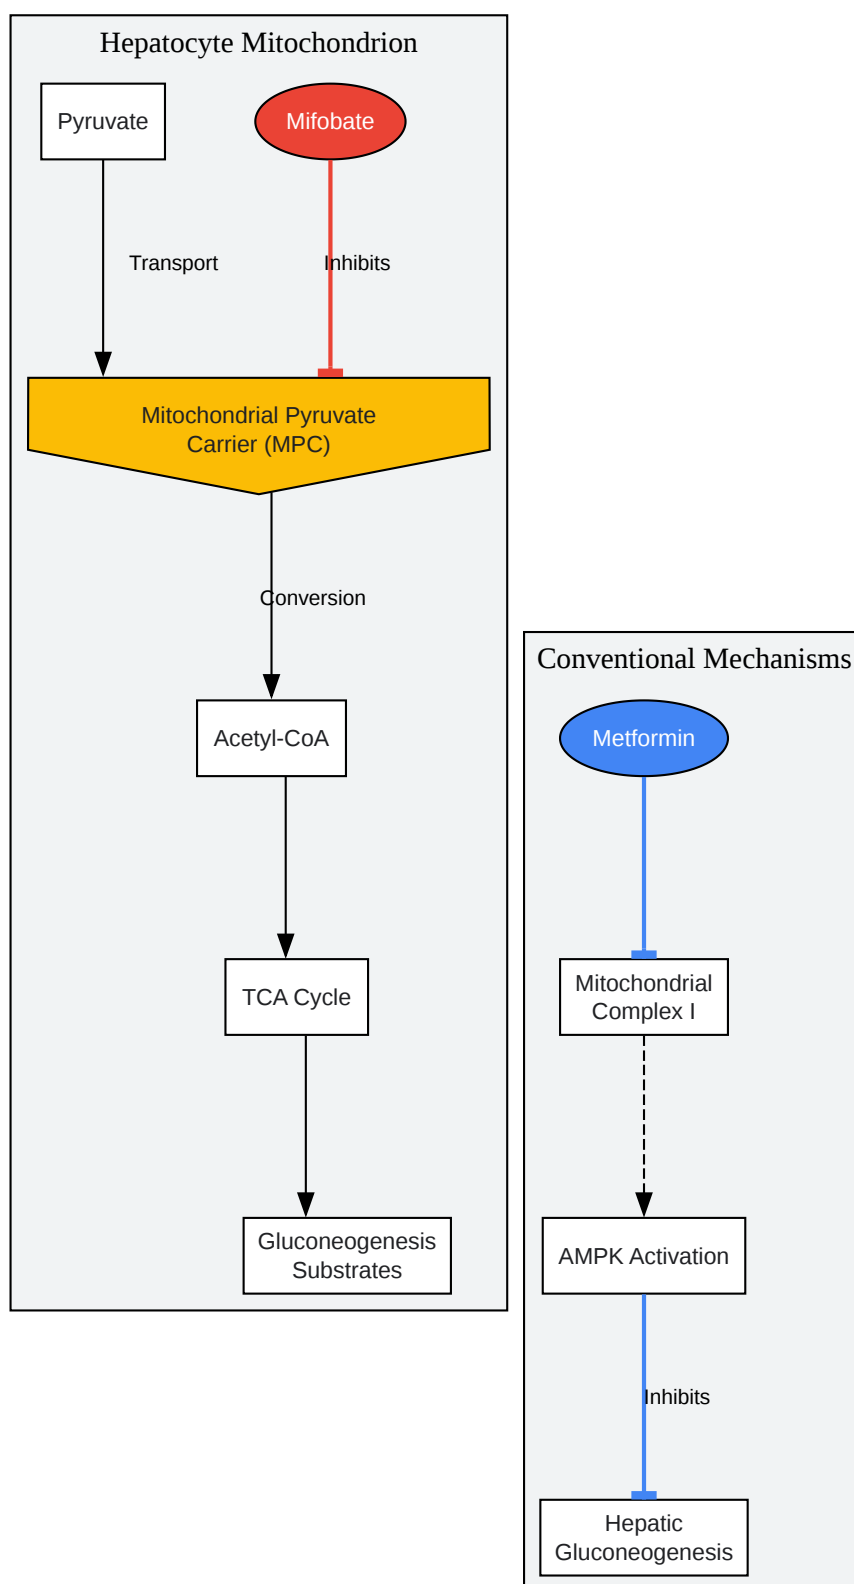 Hepatocyte Mitochondrion
Pyruvate
Mifobate
Transport
Inhibits
Mitochondrial Pyruvate
Carrier (MPC)
Conversion
Acetyl-CoA
TCA Cycle
Gluconeogenesis
Substrates
Conventional Mechanisms
Metformin
Mitochondrial
Complex I
AMPK Activation
Inhibits
Hepatic
Gluconeogenesis